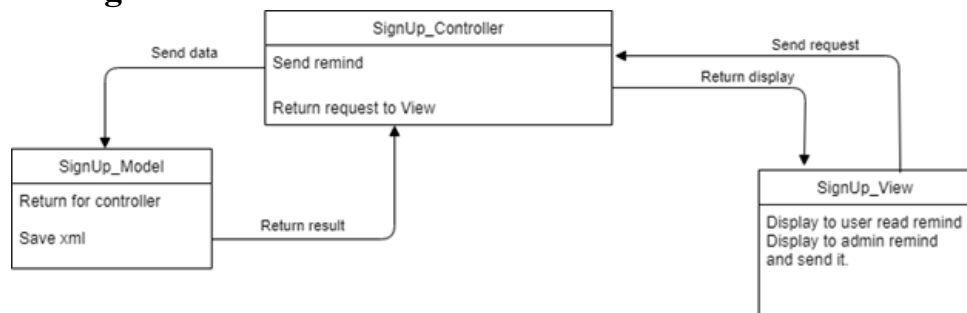 SignUp_Controller
Send data
Send request
Send remind
Return display
Return request to View
SignUp_Model
SignUp_View
Return for controller
Return result
Save xml
Display to user read remind
Display to admin remind
and send it.